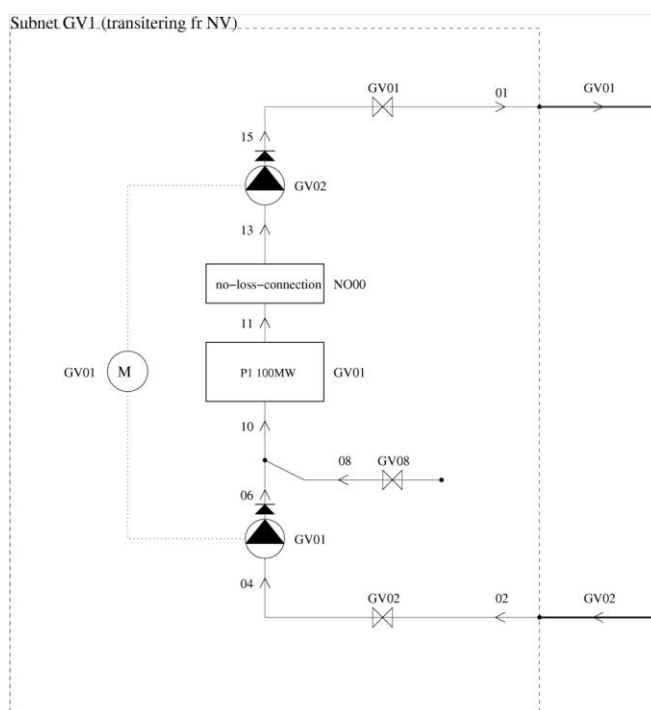 Subnet GV1 (transitering fr NV)
GV01 01 GV01
15
GV02
13
no-loss-connection NO00
11
GV01 M P1 100MW GV01
10
08 GV08
06
GV01
04
GV02 02 GV02